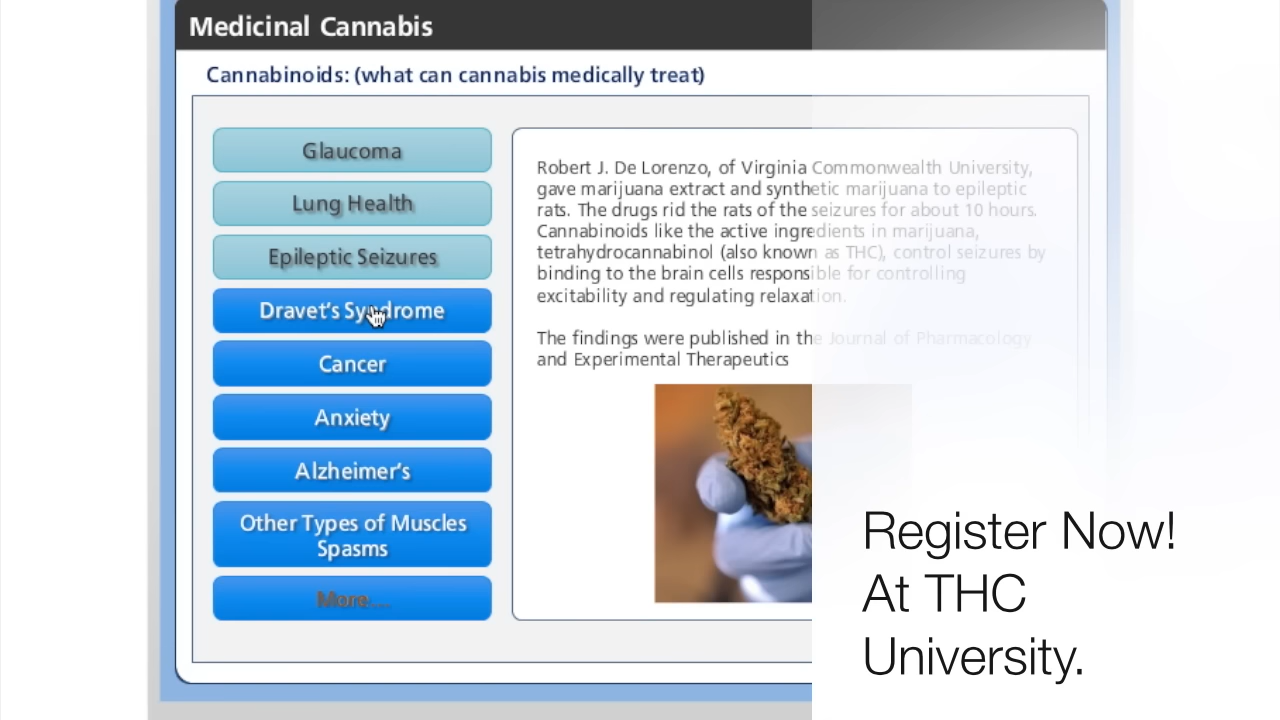 Medicinal Cannabis
Cannabinoids: (what can cannabis medically treat)
Glaucoma
Lung Health
Epileptic Seizures
Dravet's Syndrome
Cancer
Anxiety
Alzheimer's
Other Types of Muscles
Spasms
More...
Robert J. De Lorenzo, of Virginia Commonwealth University,
gave marijuana extract and synthetic marijuana to epileptic
rats. The drugs rid the rats of the seizures for about 10 hours.
Cannabinoids like the active ingredients in marijuana,
tetrahydrocannabinol (also known as THC), control seizures by
binding to the brain cells responsible for controlling
excitability and regulating relaxation.
The findings were published in the Journal of Pharmacology
and Experimental Therapeutics
Register Now!
At THC
University.